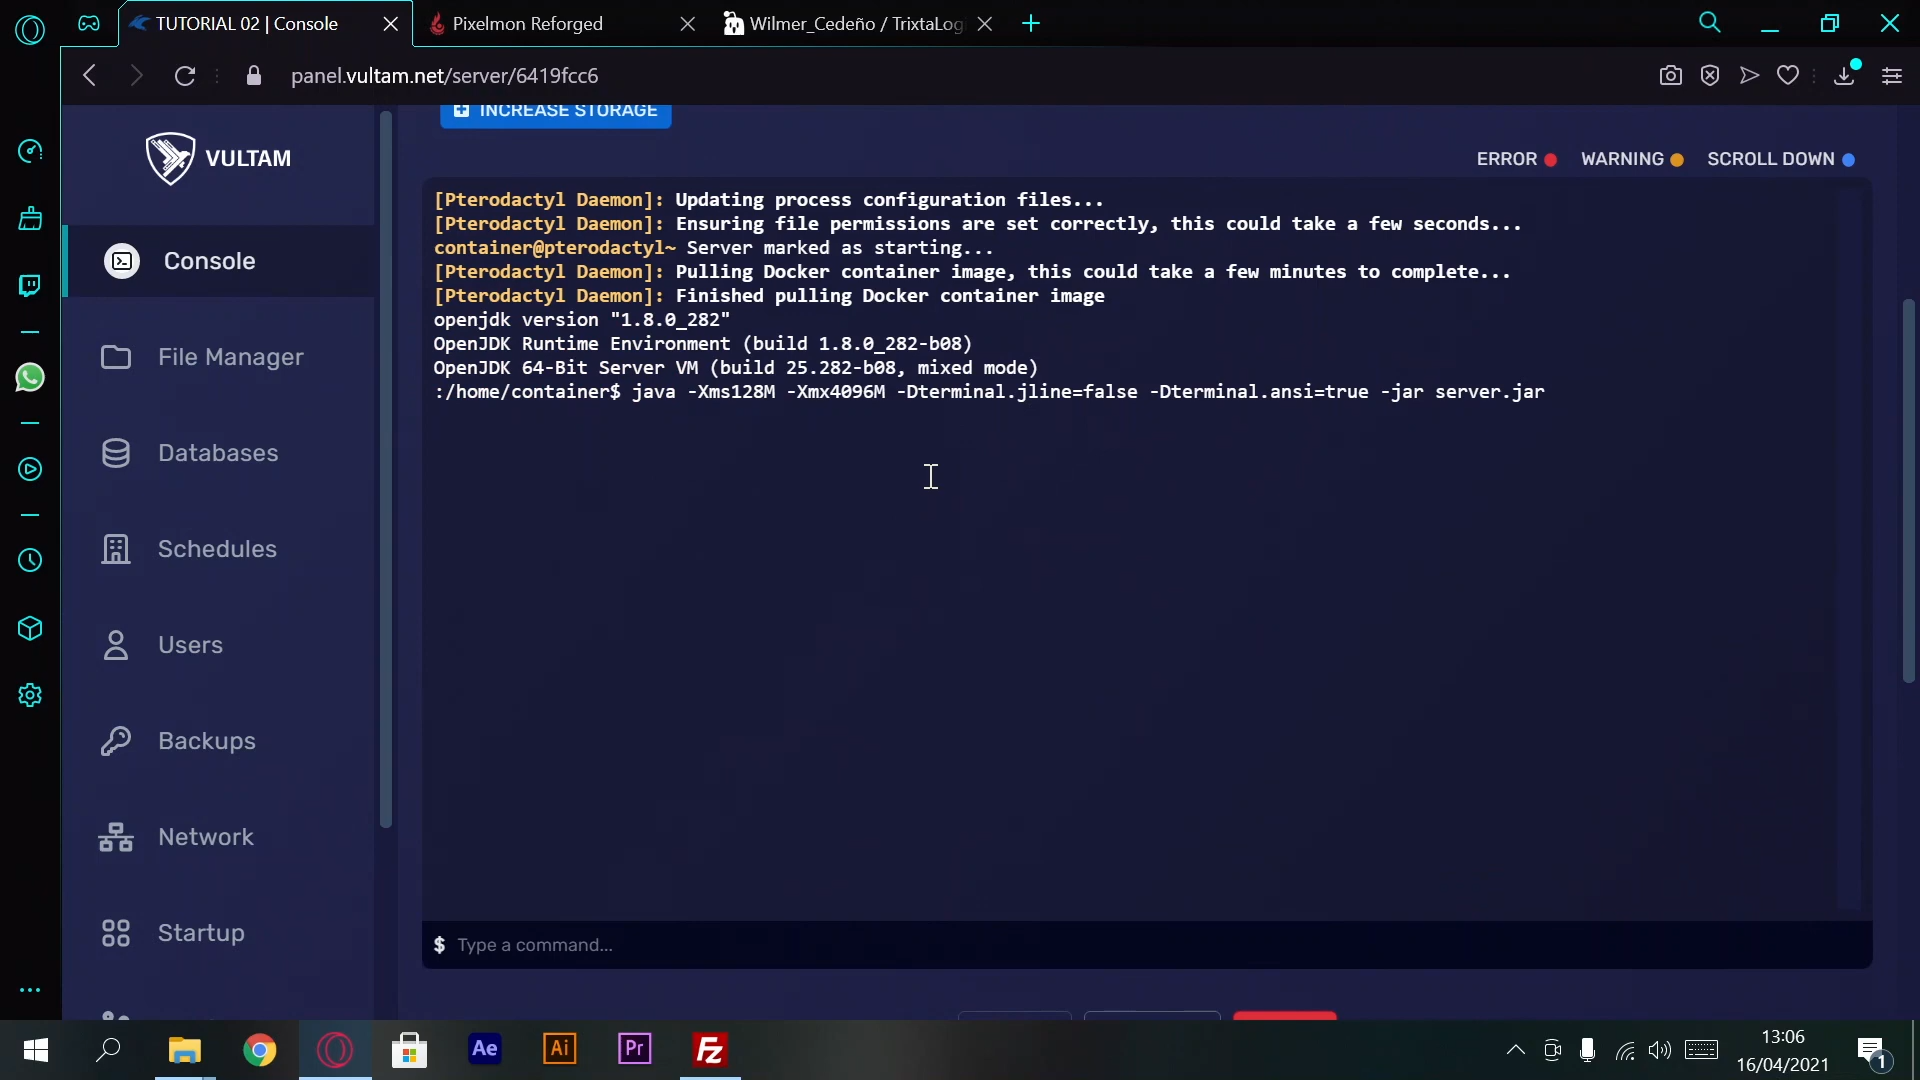 TUTORIAL 02 | Console
Pixelmon Reforged
Wilmer_Cedeño / TrixtaLog
panel.vultam.net/server/6419fcc6
VULTAM
Console
File Manager
Databases
Schedules
Users
Backups
Network
Startup
INCREASE STORAGE
ERROR
WARNING
SCROLL DOWN
[Pterodactyl Daemon]: Updating process configuration files...
[Pterodactyl Daemon]: Ensuring file permissions are set correctly, this could take a few seconds...
container@pterodactyl~ Server marked as starting...
[Pterodactyl Daemon]: Pulling Docker container image, this could take a few minutes to complete...
[Pterodactyl Daemon]: Finished pulling Docker container image
openjdk version "1.8.0_282"
OpenJDK Runtime Environment (build 1.8.0_282-b08)
OpenJDK 64-Bit Server VM (build 25.282-b08, mixed mode)
:/home/container$ java -Xms128M -Xmx4096M -Dterminal.jline=false -Dterminal.ansi=true -jar server.jar
$ Type a command...
Ae
Ai
Pr
Fz
13:06
16/04/2021
1